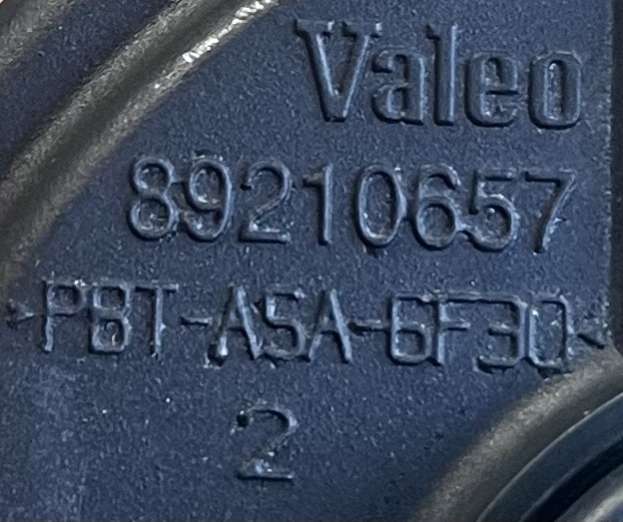 Valeo
89210657
>PBT-ASA-GF30<
2